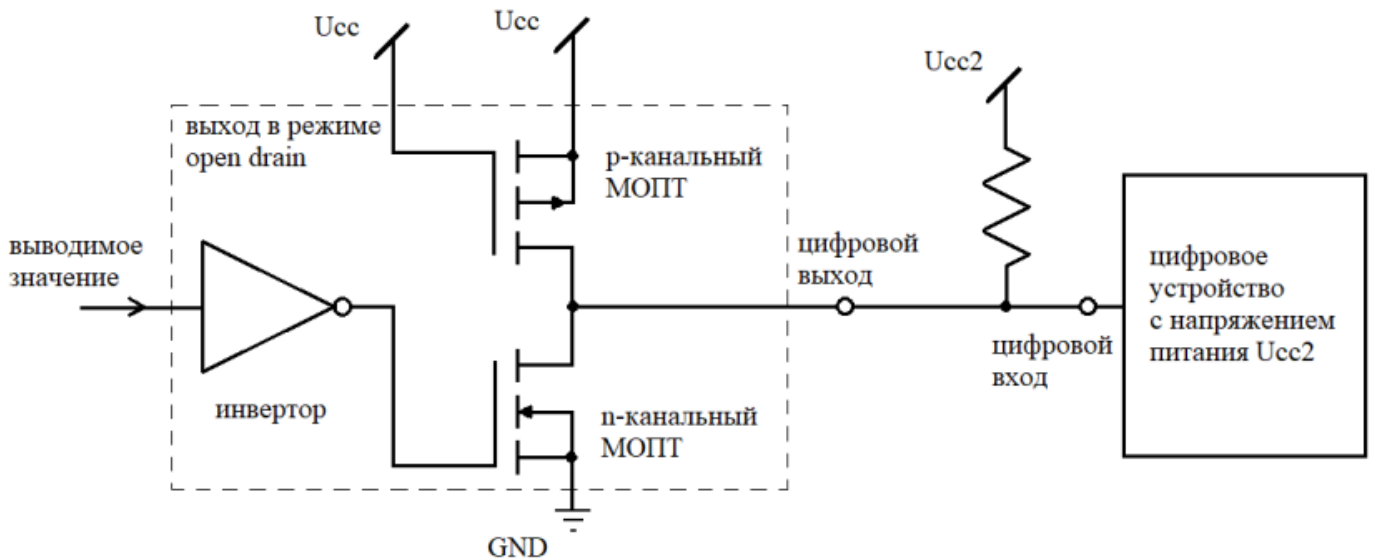 Ucc
Ucc
Ucc2
выход в режиме
open drain
p-канальный
МОПТ
выводимое
значение
цифровой
выход
цифровое
устройство
с напряжением
питания Ucc2
цифровой
вход
инвертор
n-канальный
МОПТ
GND